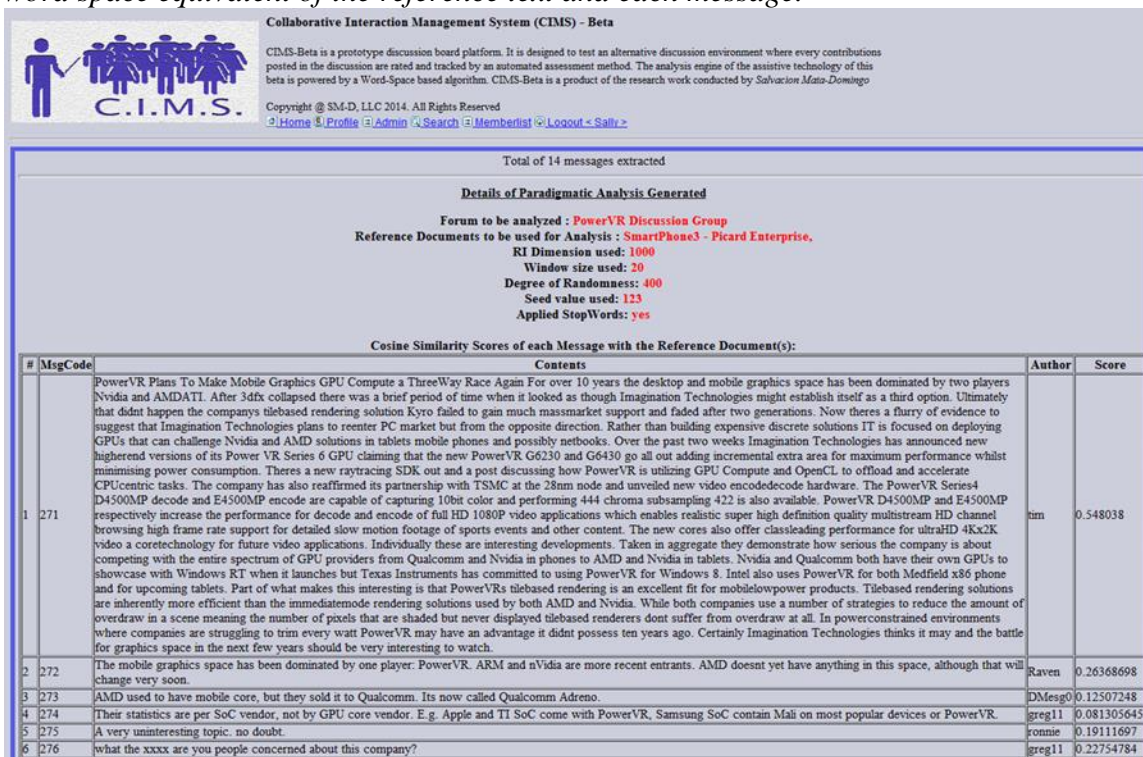 word space equivalent of the reference text and each message.
Collaborative Interaction Management System (CIMS) - Beta
CIMS-Beta is a prototype discussion board platform. It is designed to test an alternative discussion environment where every contributions
posted in the discussion are rated and tracked by an automated assessment method. The analysis engine of the assistive technology of this
beta is powered by a Word-Space based algorithm. CIMS-Beta is a product of the research work conducted by Salvacion Mata-Domingo
C.I.M.S.
Copyright @ SM-D, LLC 2014. All Rights Reserved
Home Profile Admin Search Memberlist Logout < Sally >
Total of 14 messages extracted
Details of Paradigmatic Analysis Generated
Forum to be analyzed : PowerVR Discussion Group
Reference Documents to be used for Analysis : SmartPhone3 - Picard Enterprise,
RI Dimension used: 1000
Window size used: 20
Degree of Randomness: 400
Seed value used: 123
Applied StopWords: yes
Cosine Similarity Scores of each Message with the Reference Document(s):
# MsgCode Contents Author Score
PowerVR Plans To Make Mobile Graphics GPU Compute a ThreeWay Race Again For over 10 years the desktop and mobile graphics space has been dominated by two players
Nvidia and AMDATI. After 3dfx collapsed there was a brief period of time when it looked as though Imagination Technologies might establish itself as a third option. Ultimately
that didnt happen the companys tilebased rendering solution Kyro failed to gain much massmarket support and faded after two generations. Now theres a flurry of evidence to
suggest that Imagination Technologies plans to reenter PC market but from the opposite direction. Rather than building expensive discrete solutions IT is focused on deploying
GPUs that can challenge Nvidia and AMD solutions in tablets mobile phones and possibly netbooks. Over the past two weeks Imagination Technologies has announced new
higherend versions of its Power VR Series 6 GPU claiming that the new PowerVR G6230 and G6430 go all out adding incremental extra area for maximum performance whilst
minimising power consumption. Theres a new raytracing SDK out and a post discussing how PowerVR is utilizing GPU Compute and OpenCL to offload and accelerate
CPUcentric tasks. The company has also reaffirmed its partnership with TSMC at the 28nm node and unveiled new video encodedecode hardware. The PowerVR Series4
D4500MP decode and E4500MP encode are capable of capturing 10bit color and performing 444 chroma subsampling 422 is also available. PowerVR D4500MP and E4500MP
1 271 respectively increase the performance for decode and encode of full HD 1080P video applications which enables realistic super high definition quality multistream HD channel tim 0.548038
browsing high frame rate support for detailed slow motion footage of sports events and other content. The new cores also offer classleading performance for ultraHD 4Kx2K
video a coretechnology for future video applications. Individually these are interesting developments. Taken in aggregate they demonstrate how serious the company is about
competing with the entire spectrum of GPU providers from Qualcomm and Nvidia in phones to AMD and Nvidia in tablets. Nvidia and Qualcomm both have their own GPUs to
showcase with Windows RT when it launches but Texas Instruments has committed to using PowerVR for Windows 8. Intel also uses PowerVR for both Medfield x86 phone
and for upcoming tablets. Part of what makes this interesting is that PowerVRs tilebased rendering is an excellent fit for mobilelowpower products. Tilebased rendering solutions
are inherently more efficient than the immediatemode rendering solutions used by both AMD and Nvidia. While both companies use a number of strategies to reduce the amount of
overdraw in a scene meaning the number of pixels that are shaded but never displayed tilebased renderers dont suffer from overdraw at all. In powerconstrained environments
where companies are struggling to trim every watt PowerVR may have an advantage it didnt possess ten years ago. Certainly Imagination Technologies thinks it may and the battle
for graphics space in the next few years should be very interesting to watch.
2 272 The mobile graphics space has been dominated by one player: PowerVR. ARM and nVidia are more recent entrants. AMD doesnt yet have anything in this space, although that will Raven 0.26368698
change very soon.
3 273 AMD used to have mobile core, but they sold it to Qualcomm. Its now called Qualcomm Adreno. DMesg0 0.12507248
4 274 Their statistics are per SoC vendor, not by GPU core vendor. E.g. Apple and TI SoC come with PowerVR, Samsung SoC contain Mali on most popular devices or PowerVR. greg11 0.081305645
5 275 A very uninteresting topic. no doubt. ronnie 0.19111697
6 276 what the xxxx are you people concerned about this company? greg11 0.22754784